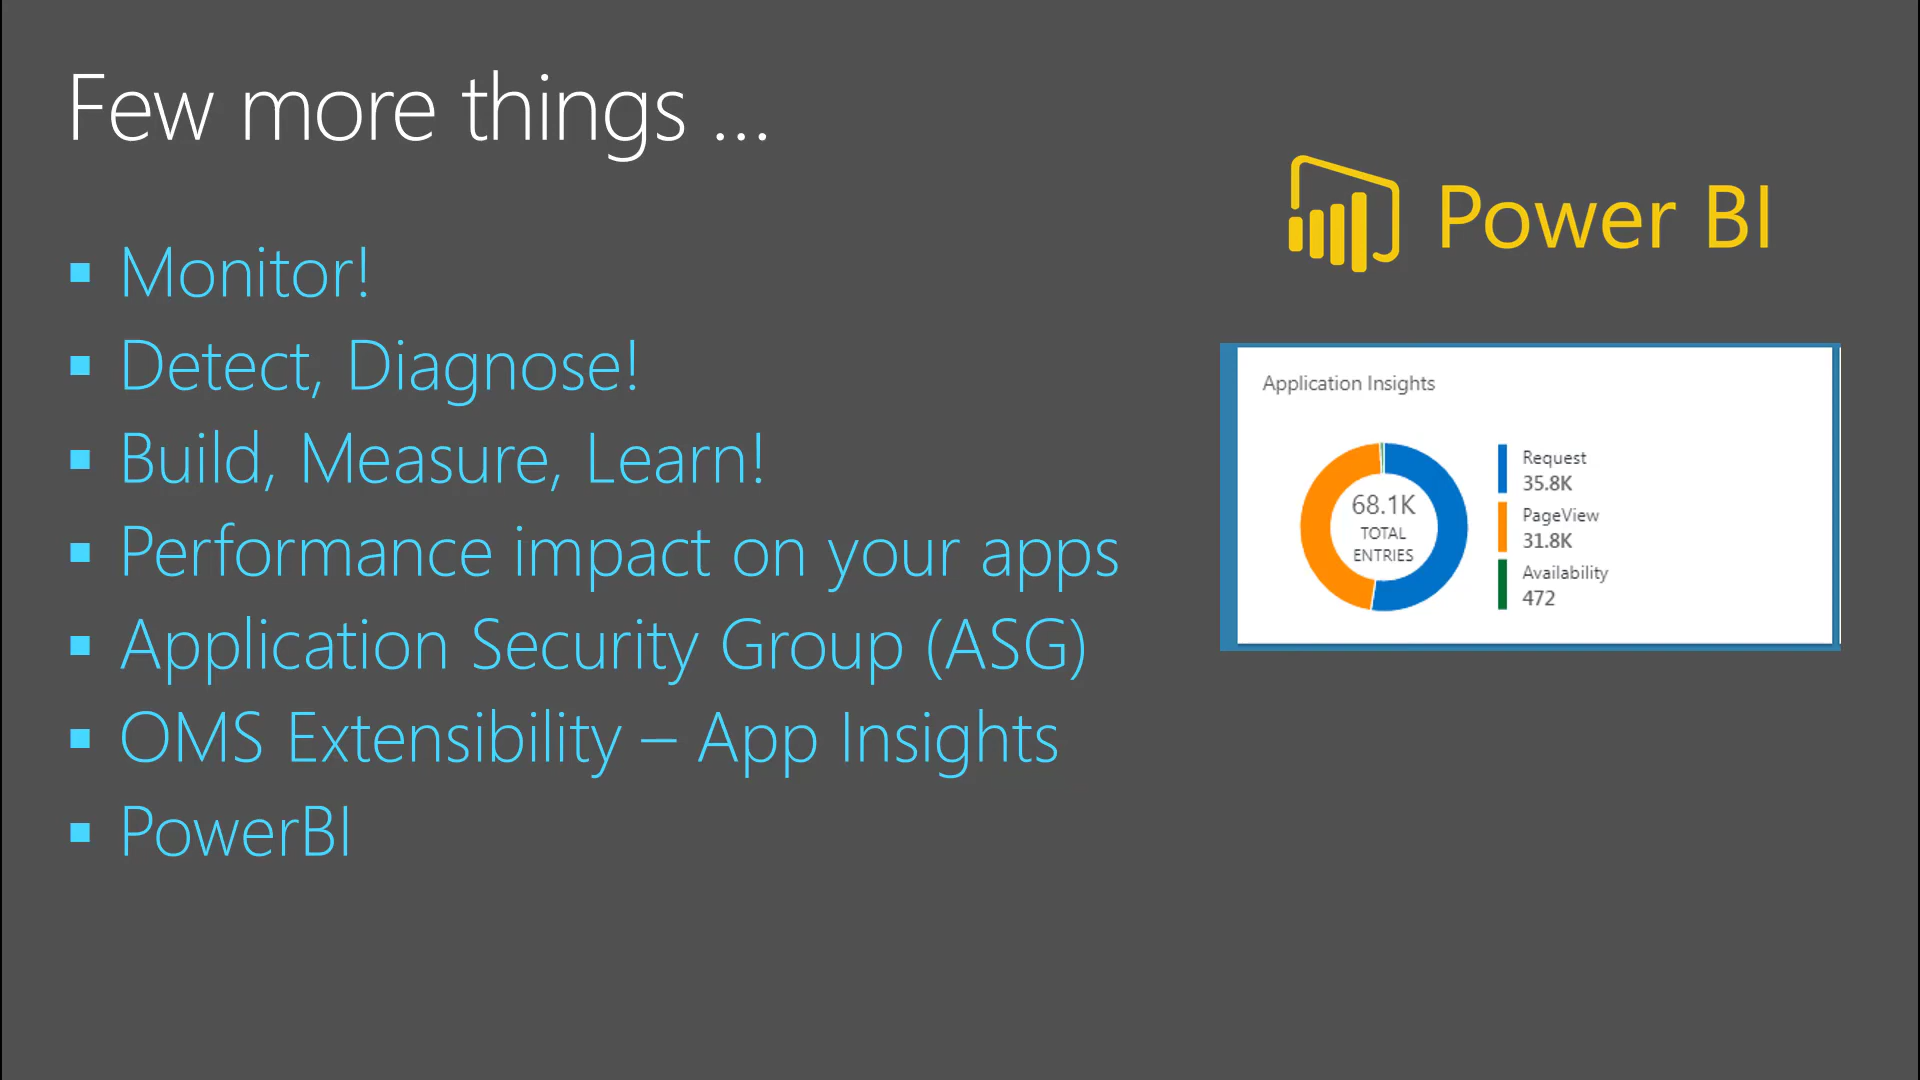 Few more things ...
Monitor!
Detect, Diagnose!
Build, Measure, Learn!
Performance impact on your apps
Application Security Group (ASG)
OMS Extensibility – App Insights
PowerBI
Power BI
Application Insights
68.1K
TOTAL
ENTRIES
Request
35.8K
PageView
31.8K
Availability
472